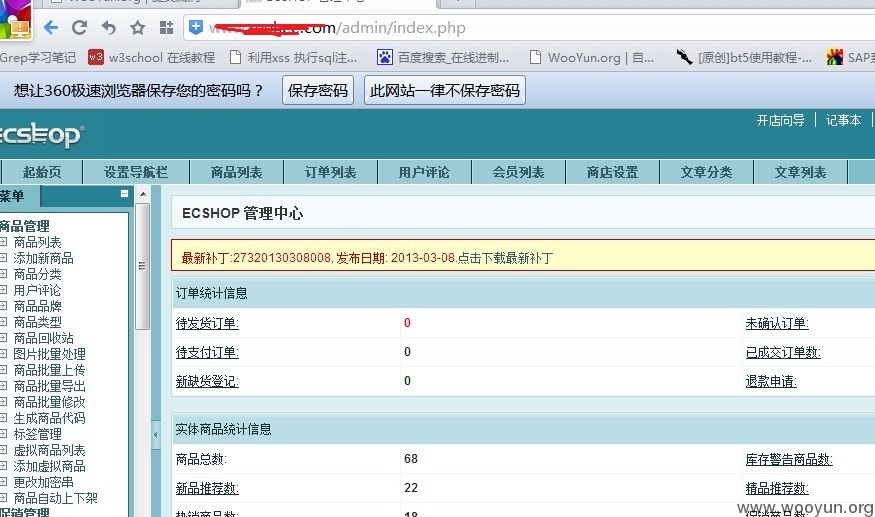 com/admin/index.php
Grep学习笔记 w3 w3school 在线教程 利用xss 执行sql注... 百度搜索_在线进制... WooYun.org | 自... [原创]bt5使用教程-... SAP系
想让360极速浏览器保存您的密码吗？ 保存密码 此网站一律不保存密码
ECSHOP
开店向导 记事本
起始页 设置导航栏 商品列表 订单列表 用户评论 会员列表 商店设置 文章分类 文章列表
菜单
商品管理
商品列表
添加新商品
商品分类
用户评论
商品品牌
商品类型
商品回收站
图片批量处理
商品批量上传
商品批量导出
商品批量修改
生成商品代码
标签管理
虚拟商品列表
添加虚拟商品
更改加密串
商品自动上下架
促销管理
ECSHOP 管理中心
最新补丁:27320130308008, 发布日期: 2013-03-08.点击下载最新补丁
订单统计信息
待发货订单: 0 未确认订单:
待支付订单: 0 已成交订单数:
新缺货登记: 0 退款申请:
实体商品统计信息
商品总数: 68 库存警告商品数:
新品推荐数: 22 精品推荐数:
热销商品数: 18 促销商品数:
www.wooyun.org